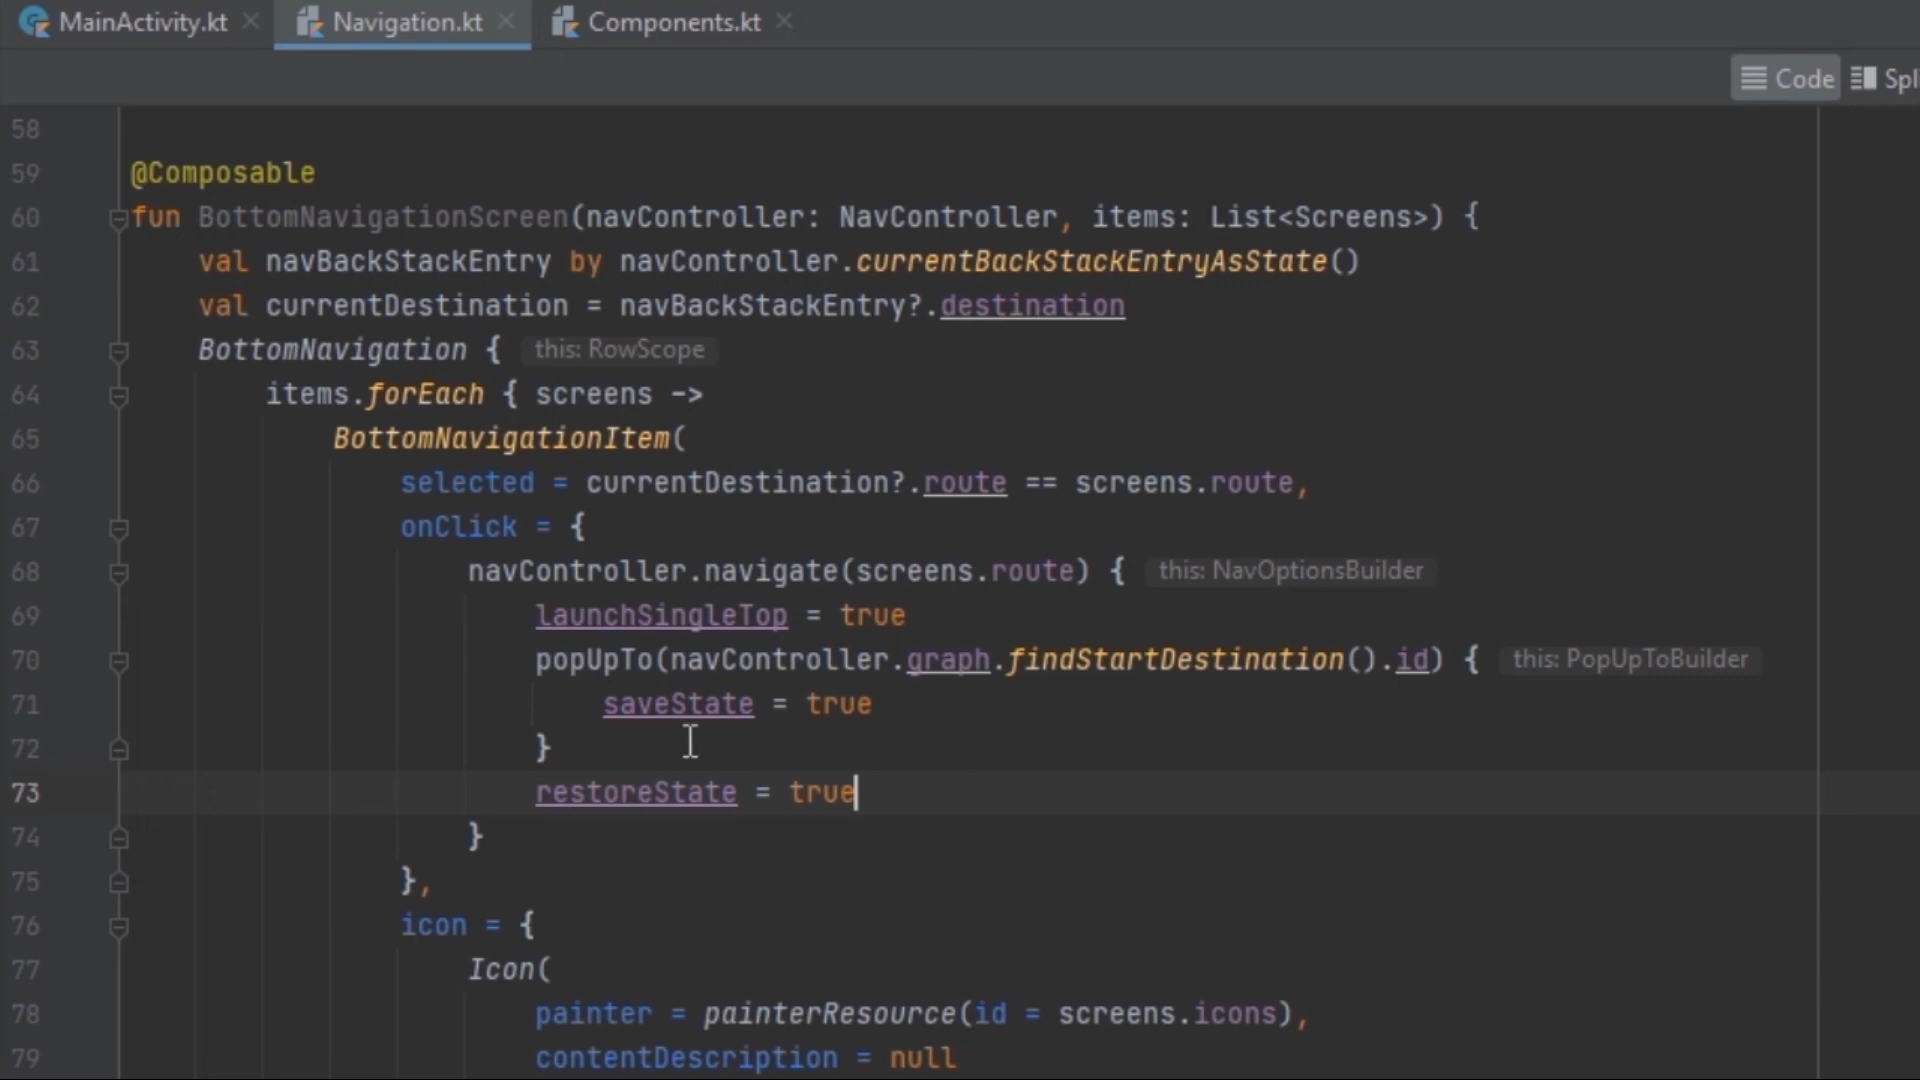 MainActivity.kt Navigation.kt Components.kt
Code Spli
58
59 @Composable
60 fun BottomNavigationScreen(navController: NavController, items: List<Screens>) {
61 val navBackStackEntry by navController.currentBackStackEntryAsState()
62 val currentDestination = navBackStackEntry?.destination
63 BottomNavigation { this: RowScope
64 items.forEach { screens ->
65 BottomNavigationItem(
66 selected = currentDestination?.route == screens.route,
67 onClick = {
68 navController.navigate(screens.route) { this: NavOptionsBuilder
69 launchSingleTop = true
70 popUpTo(navController.graph.findStartDestination().id) { this: PopUpToBuilder
71 saveState = true
72 }
73 restoreState = true
74 }
75 },
76 icon = {
77 Icon(
78 painter = painterResource(id = screens.icons),
79 contentDescription = null